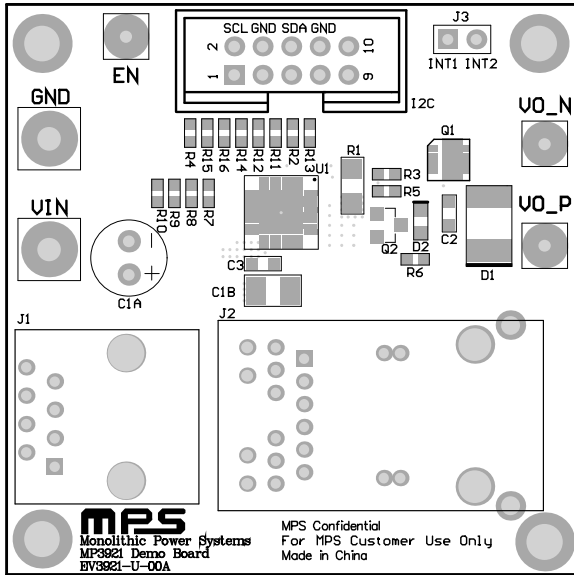 SCL GND SDA GND
2 10
1 9
EN
I2C
J3
INT1 INT2
GND
VO_N
R4 R15 R16 R14 R12 R11 R2 R13
U1
R1
R3
R5
Q1
R10 R9 R8 R7
VIN
VO_P
Q2
D2
C2
R6
D1
C3
C1A
C1B
J1
J2
MPS
Monolithic Power Systems
MP3921 Demo Board
EV3921-U-00A
MPS Confidential
For MPS Customer Use Only
Made in China